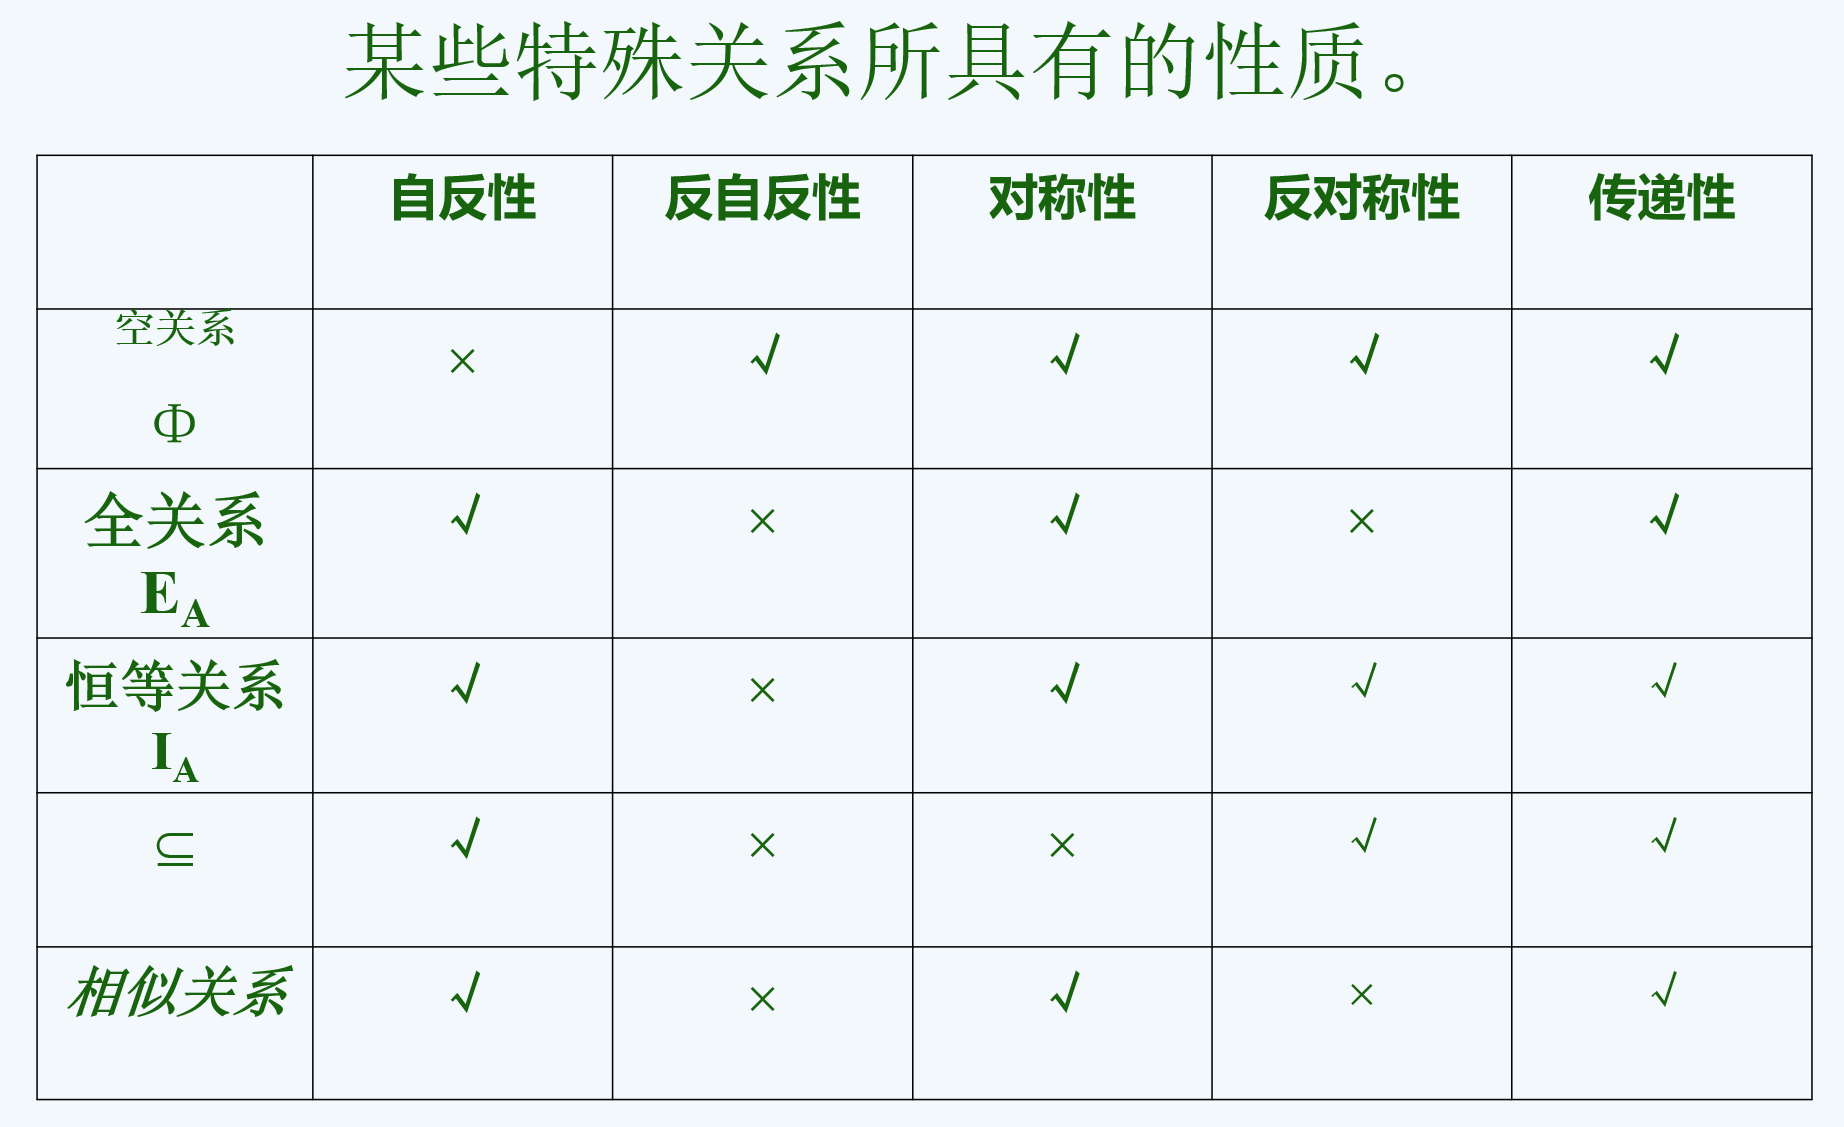 某些特殊关系所具有的性质。
自反性 反自反性 对称性 反对称性 传递性
空关系 × √ √ √ √
Φ
全关系 √ × √ × √
E_A
恒等关系 √ × √ √ √
I_A
⊆ √ × × √ √
相似关系 √ × √ × √